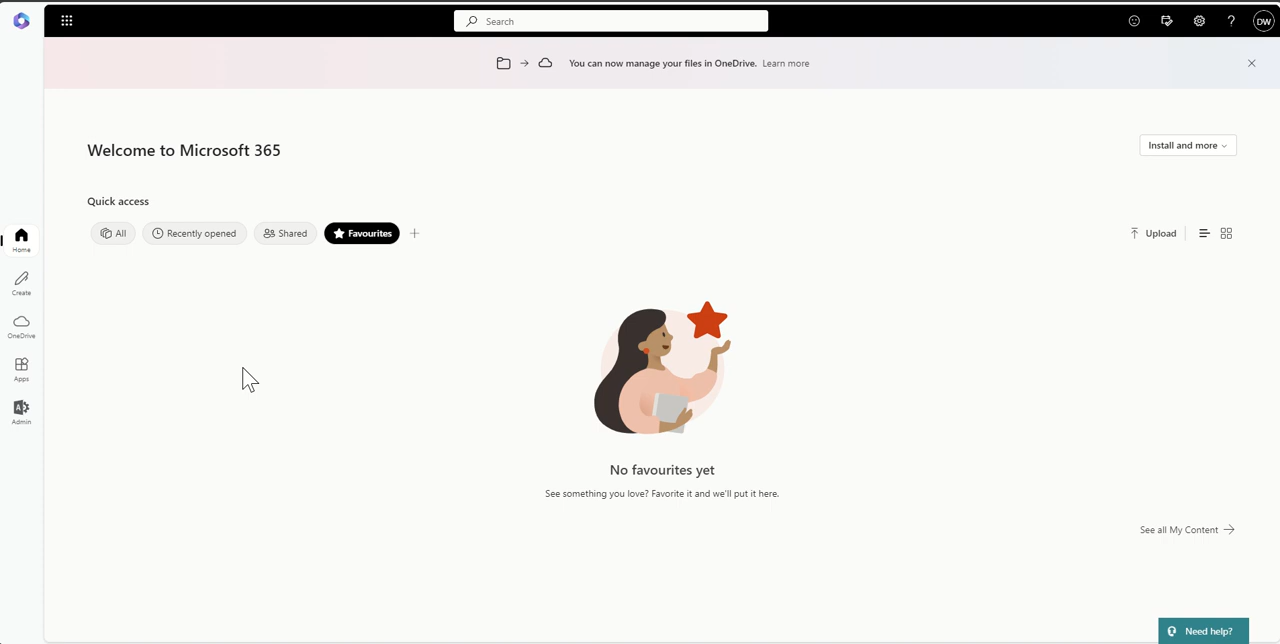 Search
DW
You can now manage your files in OneDrive. Learn more
Welcome to Microsoft 365
Install and more
Quick access
All
Recently opened
Shared
Favourites
Upload
Home
Create
OneDrive
Apps
Admin
No favourites yet
See something you love? Favorite it and we'll put it here.
See all My Content
Need help?